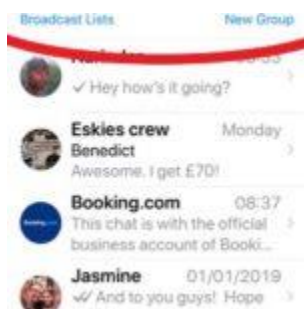 Broadcast Lists New Group
Hey how's it going?
Eskies crew Monday
Benedict
Awesome. I get £70!
Booking.com 08:37
This chat is with the official
business account of Booki...
Jasmine 01/01/2019
And to you guys! Hope